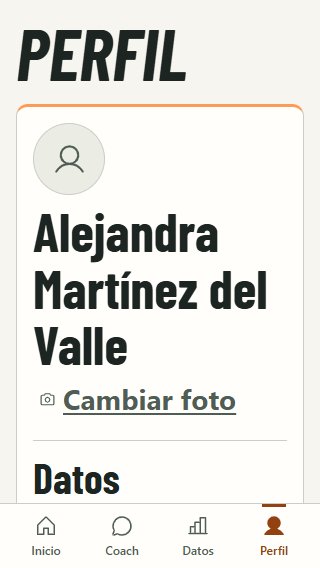 PERFIL
Alejandra
Martínez del
Valle
Cambiar foto
Datos
Inicio
Coach
Datos
Perfil